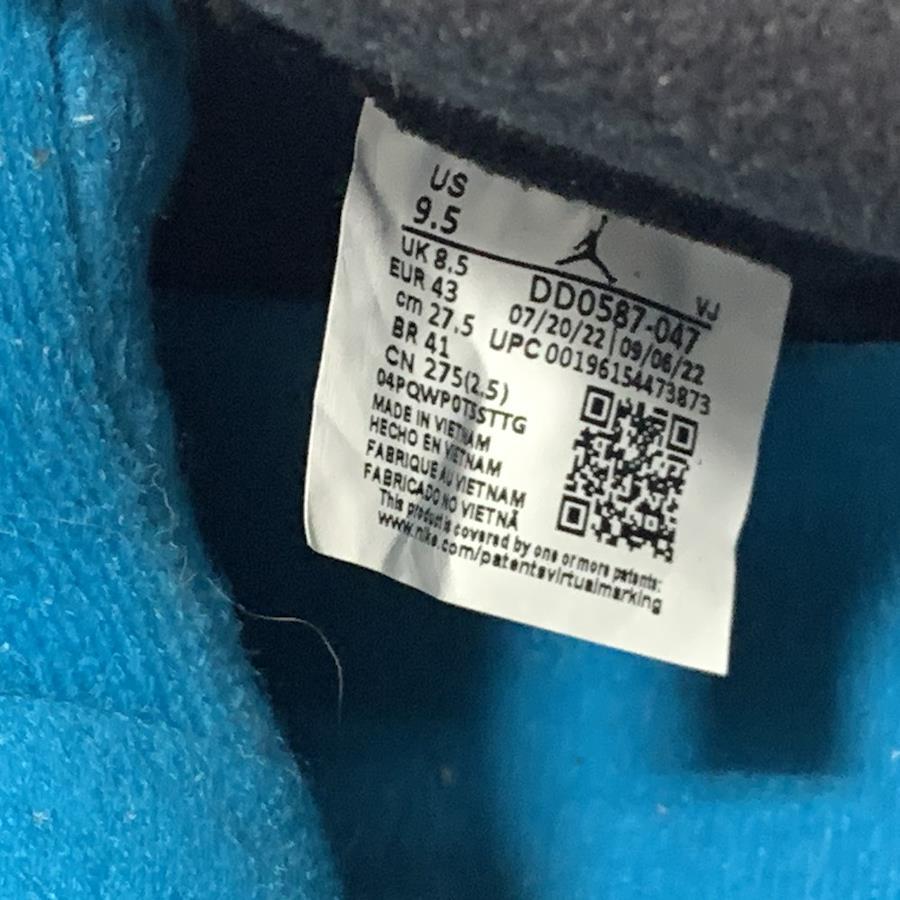 US
9.5
UK 8.5
EUR 43
cm 27.5
BR 41
CN 275(2.5)
VJ
DD0587-047
07/20/22 | 09/06/22
UPC 00196154473873
MADE IN VIETNAM
HECHO EN VIETNAM
FABRIQUE AU VIETNAM
FABRICADO NO VIETNÃ
This product is covered by one or more patents:
www.nike.com/patentsvirtualmarking